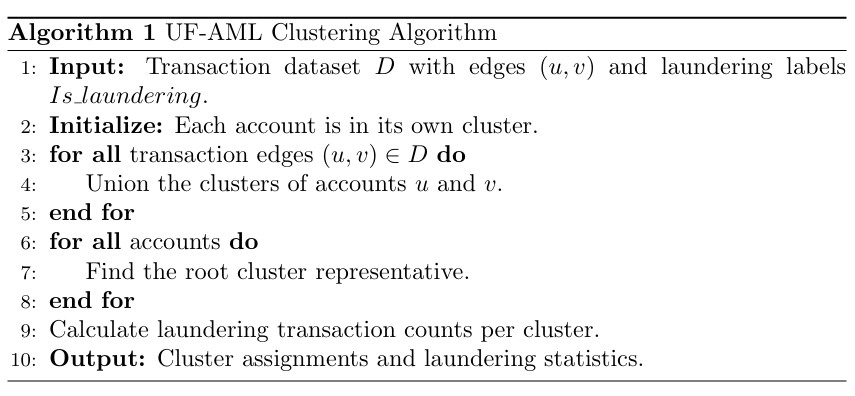 Algorithm 1 UF-AML Clustering Algorithm
1: Input: Transaction dataset D with edges (u, v) and laundering labels
Is_laundering.
2: Initialize: Each account is in its own cluster.
3: for all transaction edges (u, v) ∈ D do
4: Union the clusters of accounts u and v.
5: end for
6: for all accounts do
7: Find the root cluster representative.
8: end for
9: Calculate laundering transaction counts per cluster.
10: Output: Cluster assignments and laundering statistics.